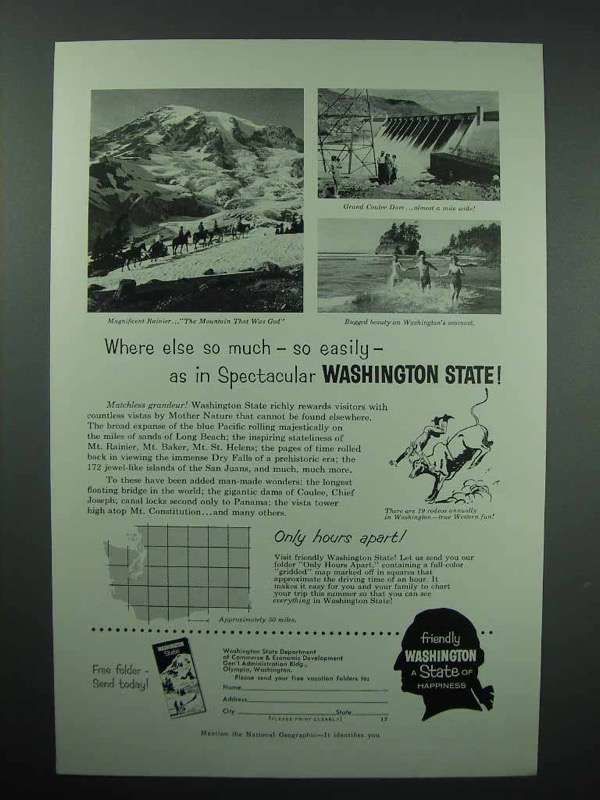 Magnificent Rainier... "The Mountain That Was God"
Grand Coulee Dam...almost a mile wide!
Rugged beauty on Washington's seacoast.
Where else so much – so easily –
as in Spectacular WASHINGTON STATE!
Matchless grandeur! Washington State richly rewards visitors with
countless vistas by Mother Nature that cannot be found elsewhere.
The broad expanse of the blue Pacific rolling majestically on
the miles of sands of Long Beach; the inspiring stateliness of
Mt. Rainier, Mt. Baker, Mt. St. Helens; the pages of time rolled
back in viewing the immense Dry Falls of a prehistoric era; the
172 jewel-like islands of the San Juans, and much, much more.
To these have been added man-made wonders: the longest
floating bridge in the world; the gigantic dams of Coulee, Chief
Joseph; canal locks second only to Panama; the vista tower
high atop Mt. Constitution...and many others.
There are 19 rodeos annually
in Washington—true Western fun!
Only hours apart!
Visit friendly Washington State! Let us send you our
folder "Only Hours Apart," containing a full-color
"gridded" map marked off in squares that
approximate the driving time of an hour. It
makes it easy for you and your family to chart
your trip this summer so that you can see
everything in Washington State!
Approximately 50 miles.
Free folder –
Send today!
WASHINGTON
State
Washington State Department
of Commerce & Economic Development
Gen'l Administration Bldg.,
Olympia, Washington.
Please send your free vacation folders to:
Name
Address
City State
(PLEASE PRINT CLEARLY) 17
friendly
WASHINGTON
A State OF
HAPPINESS
Mention the National Geographic—It identifies you